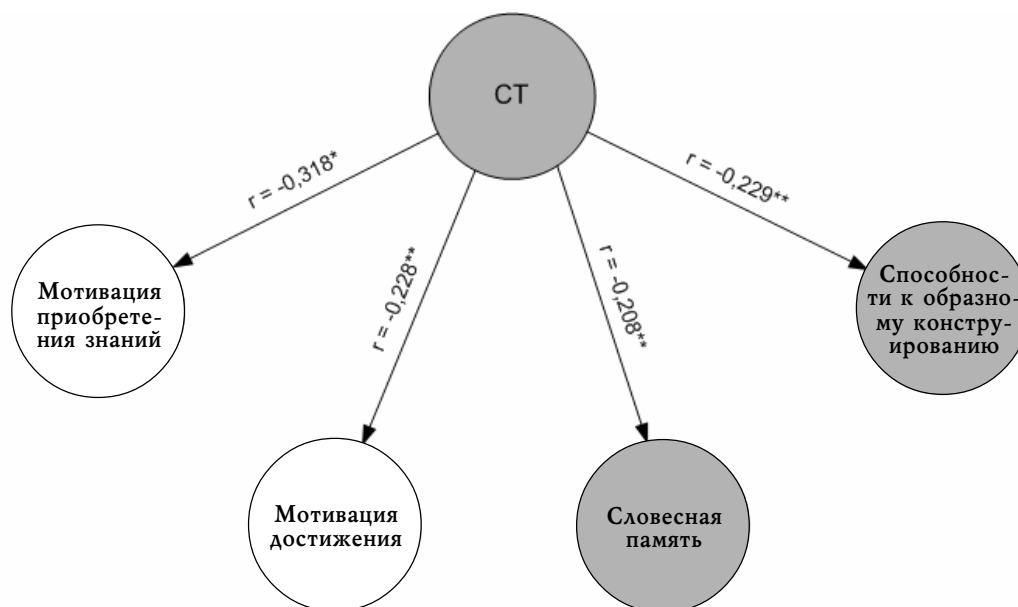 СТ
r = -0,318*
r = -0,228**
r = -0,208**
r = -0,229**
Мотивация
приобрете-
ния знаний
Мотивация
достижения
Словесная
память
Способнос-
ти к образно-
му констру-
ированию